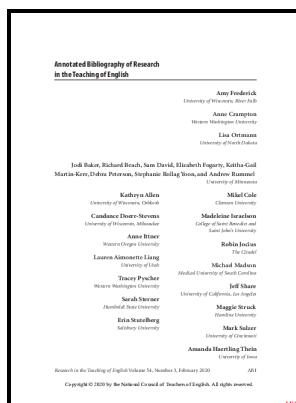 Annotated Bibliography of Research
in the Teaching of English
Amy Frederick
University of Wisconsin, River Falls
Anne Crampton
Western Washington University
Lisa Ortmann
University of North Dakota
Jodi Baker, Richard Beach, Sam David, Elizabeth Fogarty, Keitha-Gail
Martin-Kerr, Debra Peterson, Stephanie Rollag Yoon, and Andrew Rummel
University of Minnesota
Kathryn Allen
University of Wisconsin, Oshkosh
Candance Doerr-Stevens
University of Wisconsin, Milwaukee
Anne Ittner
Western Oregon University
Lauren Aimonette Liang
University of Utah
Tracey Pyscher
Western Washington University
Sarah Sterner
Humboldt State University
Erin Stutelberg
Salisbury University
Mikel Cole
Clemson University
Madeleine Israelson
College of Saint Benedict and
Saint John's University
Robin Jocius
The Citadel
Michael Madson
Medical University of South Carolina
Jeff Share
University of California, Los Angeles
Maggie Struck
Hamline University
Mark Sulzer
University of Cincinnati
Amanda Haertling Thein
University of Iowa
Research in the Teaching of English Volume 54, Number 3, February 2020 AB1
Copyright © 2020 by the National Council of Teachers of English. All rights reserved.